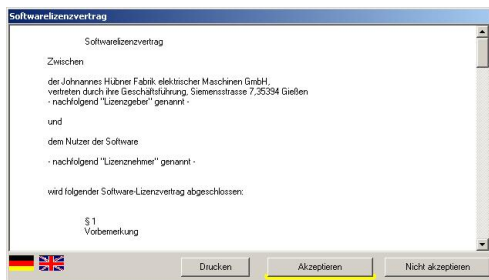 Softwarelizenzvertrag
Softwarelizenzvertrag
Zwischen
der Johnannes Hübner Fabrik elektrischer Maschinen GmbH,
vertreten durch ihre Geschäftsführung, Siemensstrasse 7,35394 Gießen
- nachfolgend "Lizenzgeber" genannt -
und
dem Nutzer der Software
- nachfolgend "Lizenznehmer" genannt -
wird folgender Software-Lizenzvertrag abgeschlossen:
§ 1
Vorbemerkung
Drucken
Akzeptieren
Nicht akzeptieren